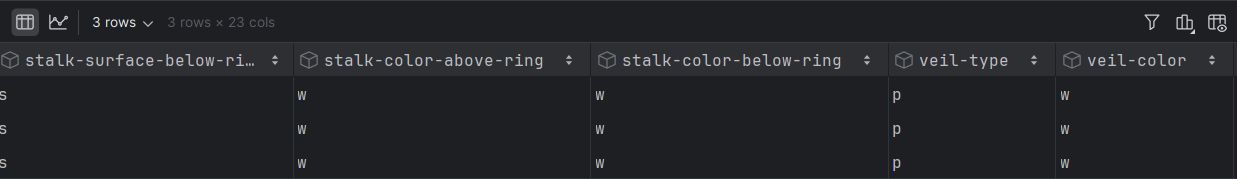 3 rows 3 rows × 23 cols
stalk-surface-below-ri… stalk-color-above-ring stalk-color-below-ring veil-type veil-color
s w w p w
s w w p w
s w w p w